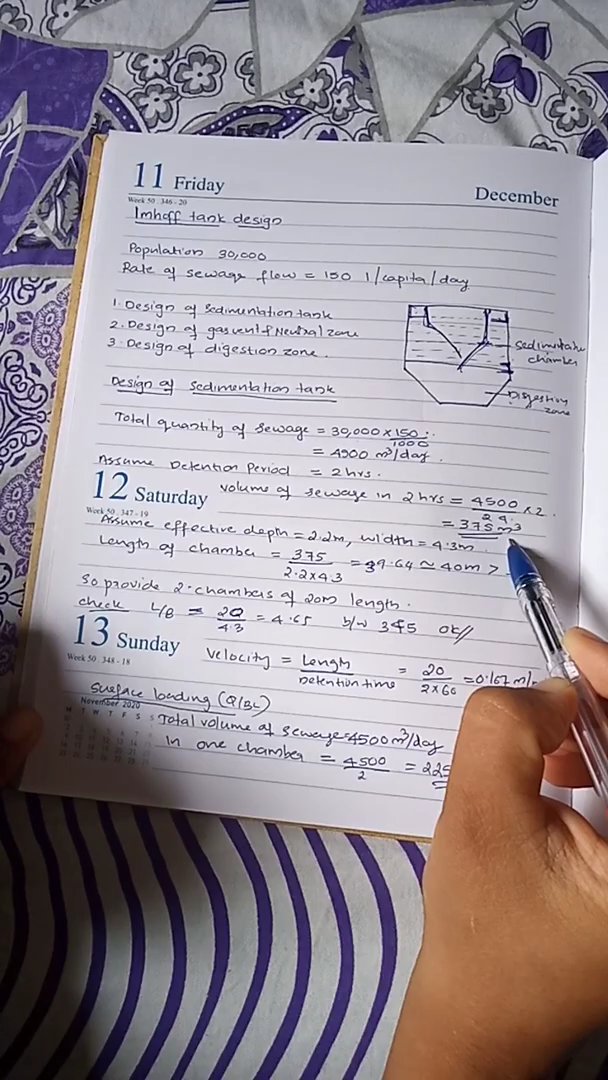 11 Friday
December
Week 50 . 346 - 20
Imhoff tank design
Population 30,000
Rate of sewage flow = 150 l/capita/day
1. Design of sedimentation tank
2. Design of gas vent & Neutral zone
3. Design of digestion zone.
sedimentatn
chamber
Disgestion
zone
Design of sedimentation tank
Total quantity of sewage = 30,000 x 150
1000
= 4500 m³/day.
Assume Detention Period = 2 hrs.
12 Saturday
Week 50 . 347 - 19
volume of sewage in 2 hrs = 4500 x 2.
24
= 375 m³
Assume effective depth = 2.2m, width = 4.3m.
Length of chamber = 375 = 39.64 ≈ 40m >
2.2x4.3
So provide 2-chambers of 20m length.
check L/B = 20 = 4.65 b/w 3&5 ok//
4.3
13 Sunday
Week 50 . 348 - 18
Velocity = Length = 20 = 0.167 m/
Detention time 2x60
Surface loading (Q/BL)
November 2020
M T W T F S S
Total volume of sewage = 4500 m³/day
In one chamber = 4500 = 225
2